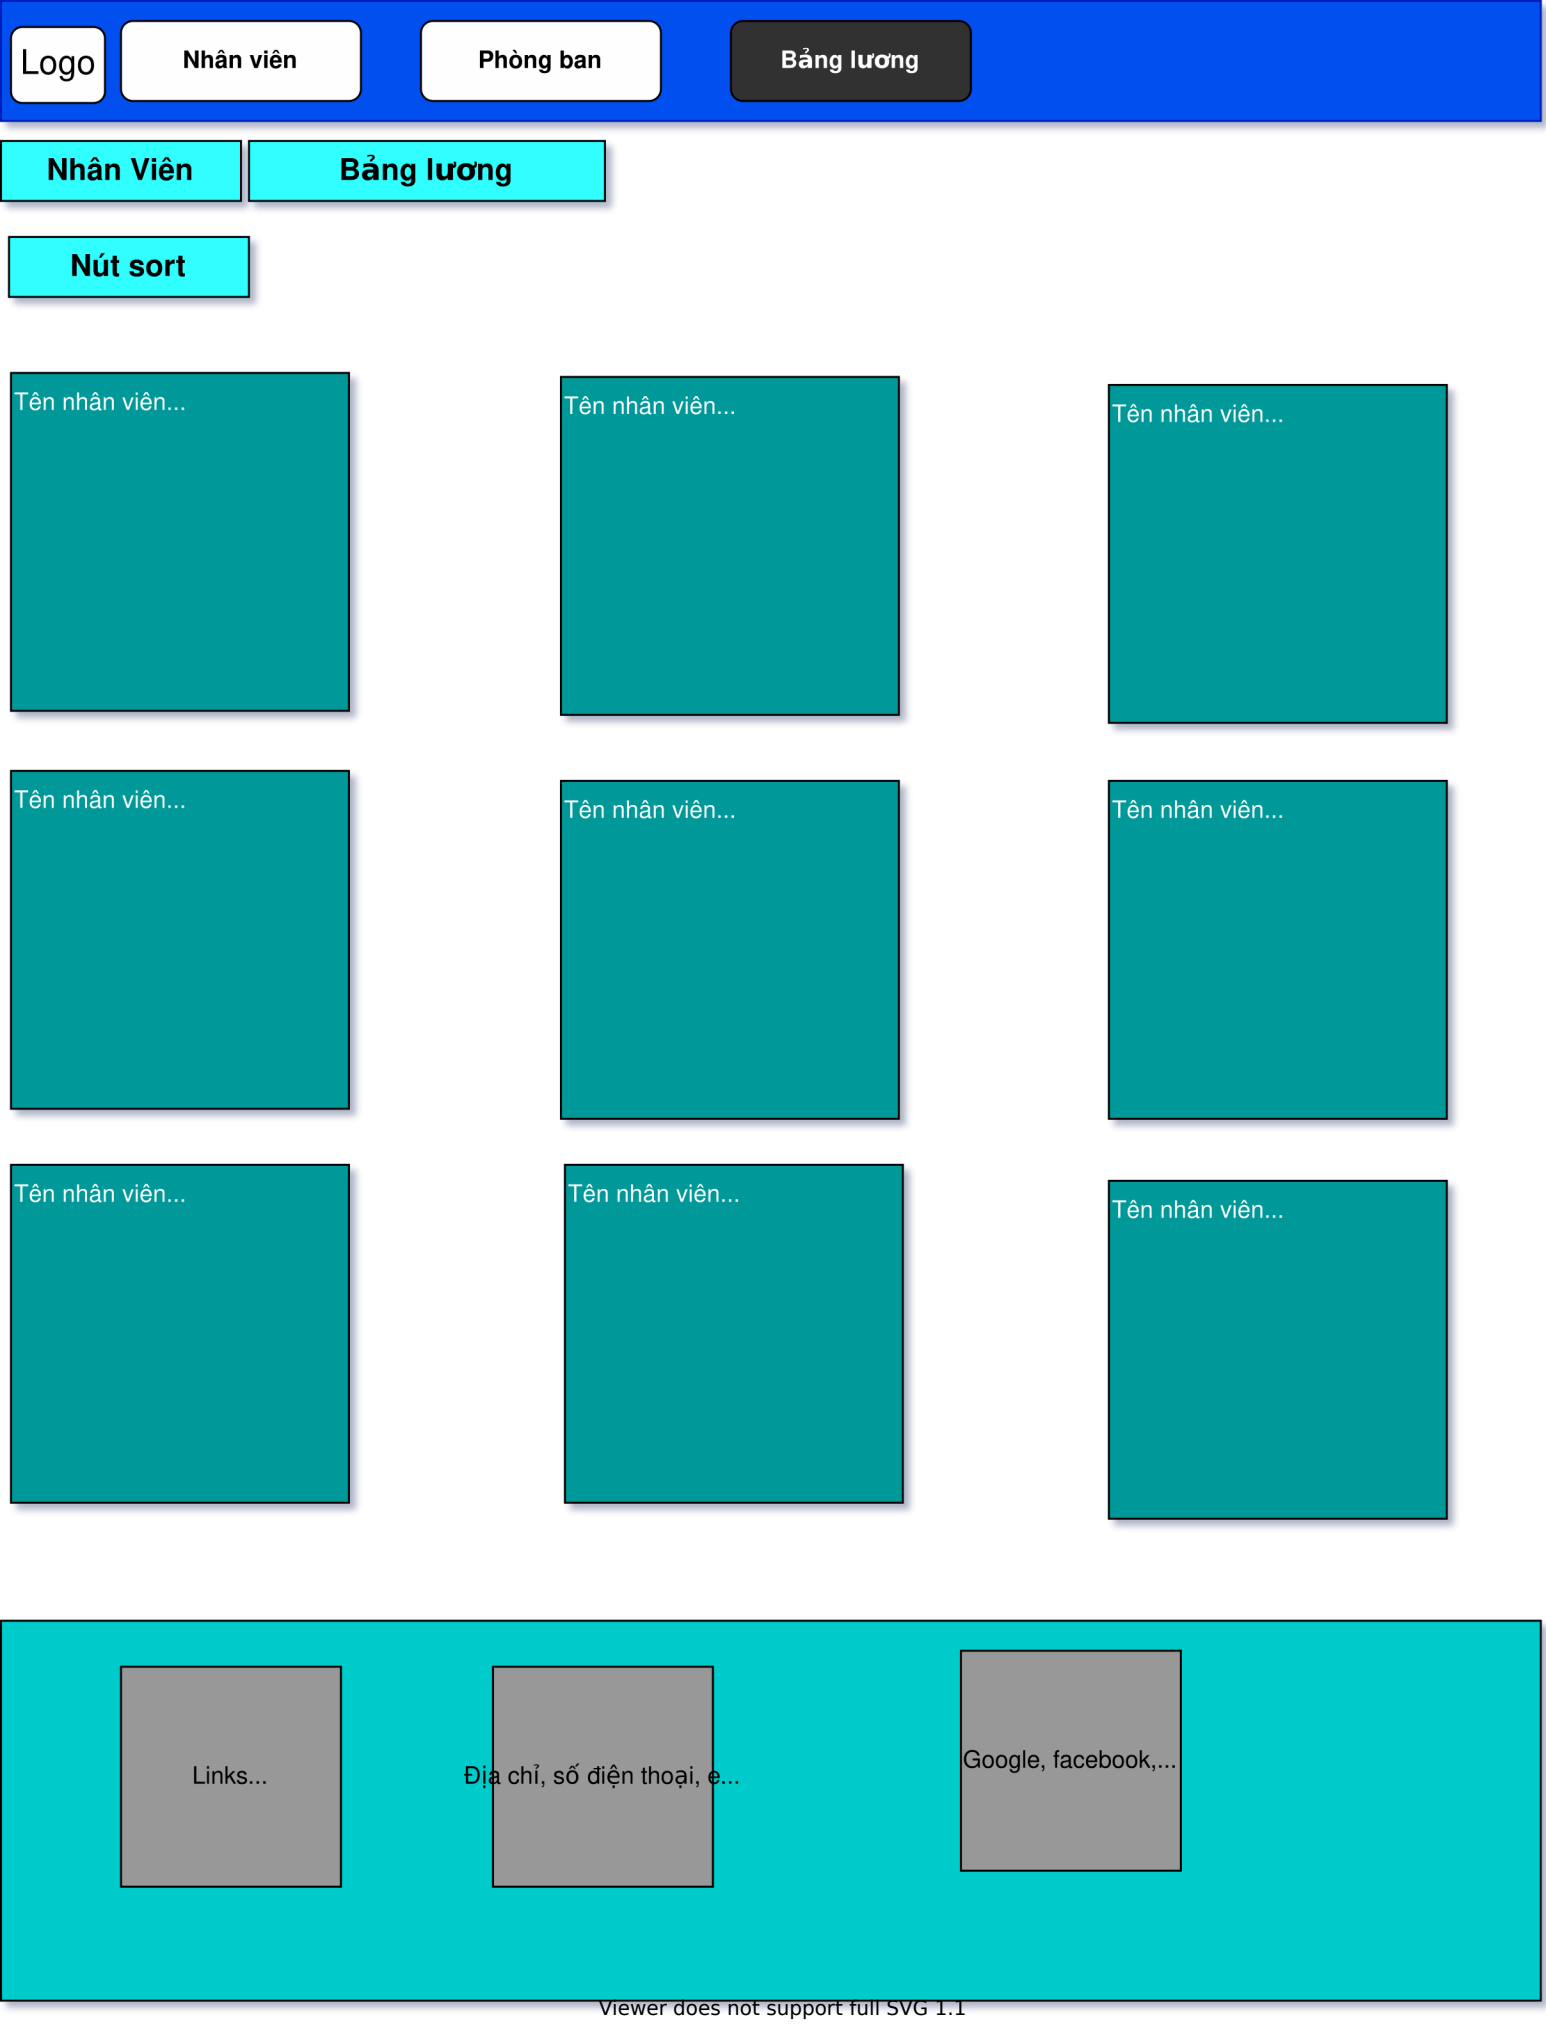 Logo
Nhân viên
Phòng ban
Bảng lương
Nhân Viên
Bảng lương
Nút sort
Tên nhân viên...
Tên nhân viên...
Tên nhân viên...
Tên nhân viên...
Tên nhân viên...
Tên nhân viên...
Tên nhân viên...
Tên nhân viên...
Tên nhân viên...
Links...
Địa chỉ, số điện thoại, e...
Google, facebook,...
Viewer does not support full SVG 1.1